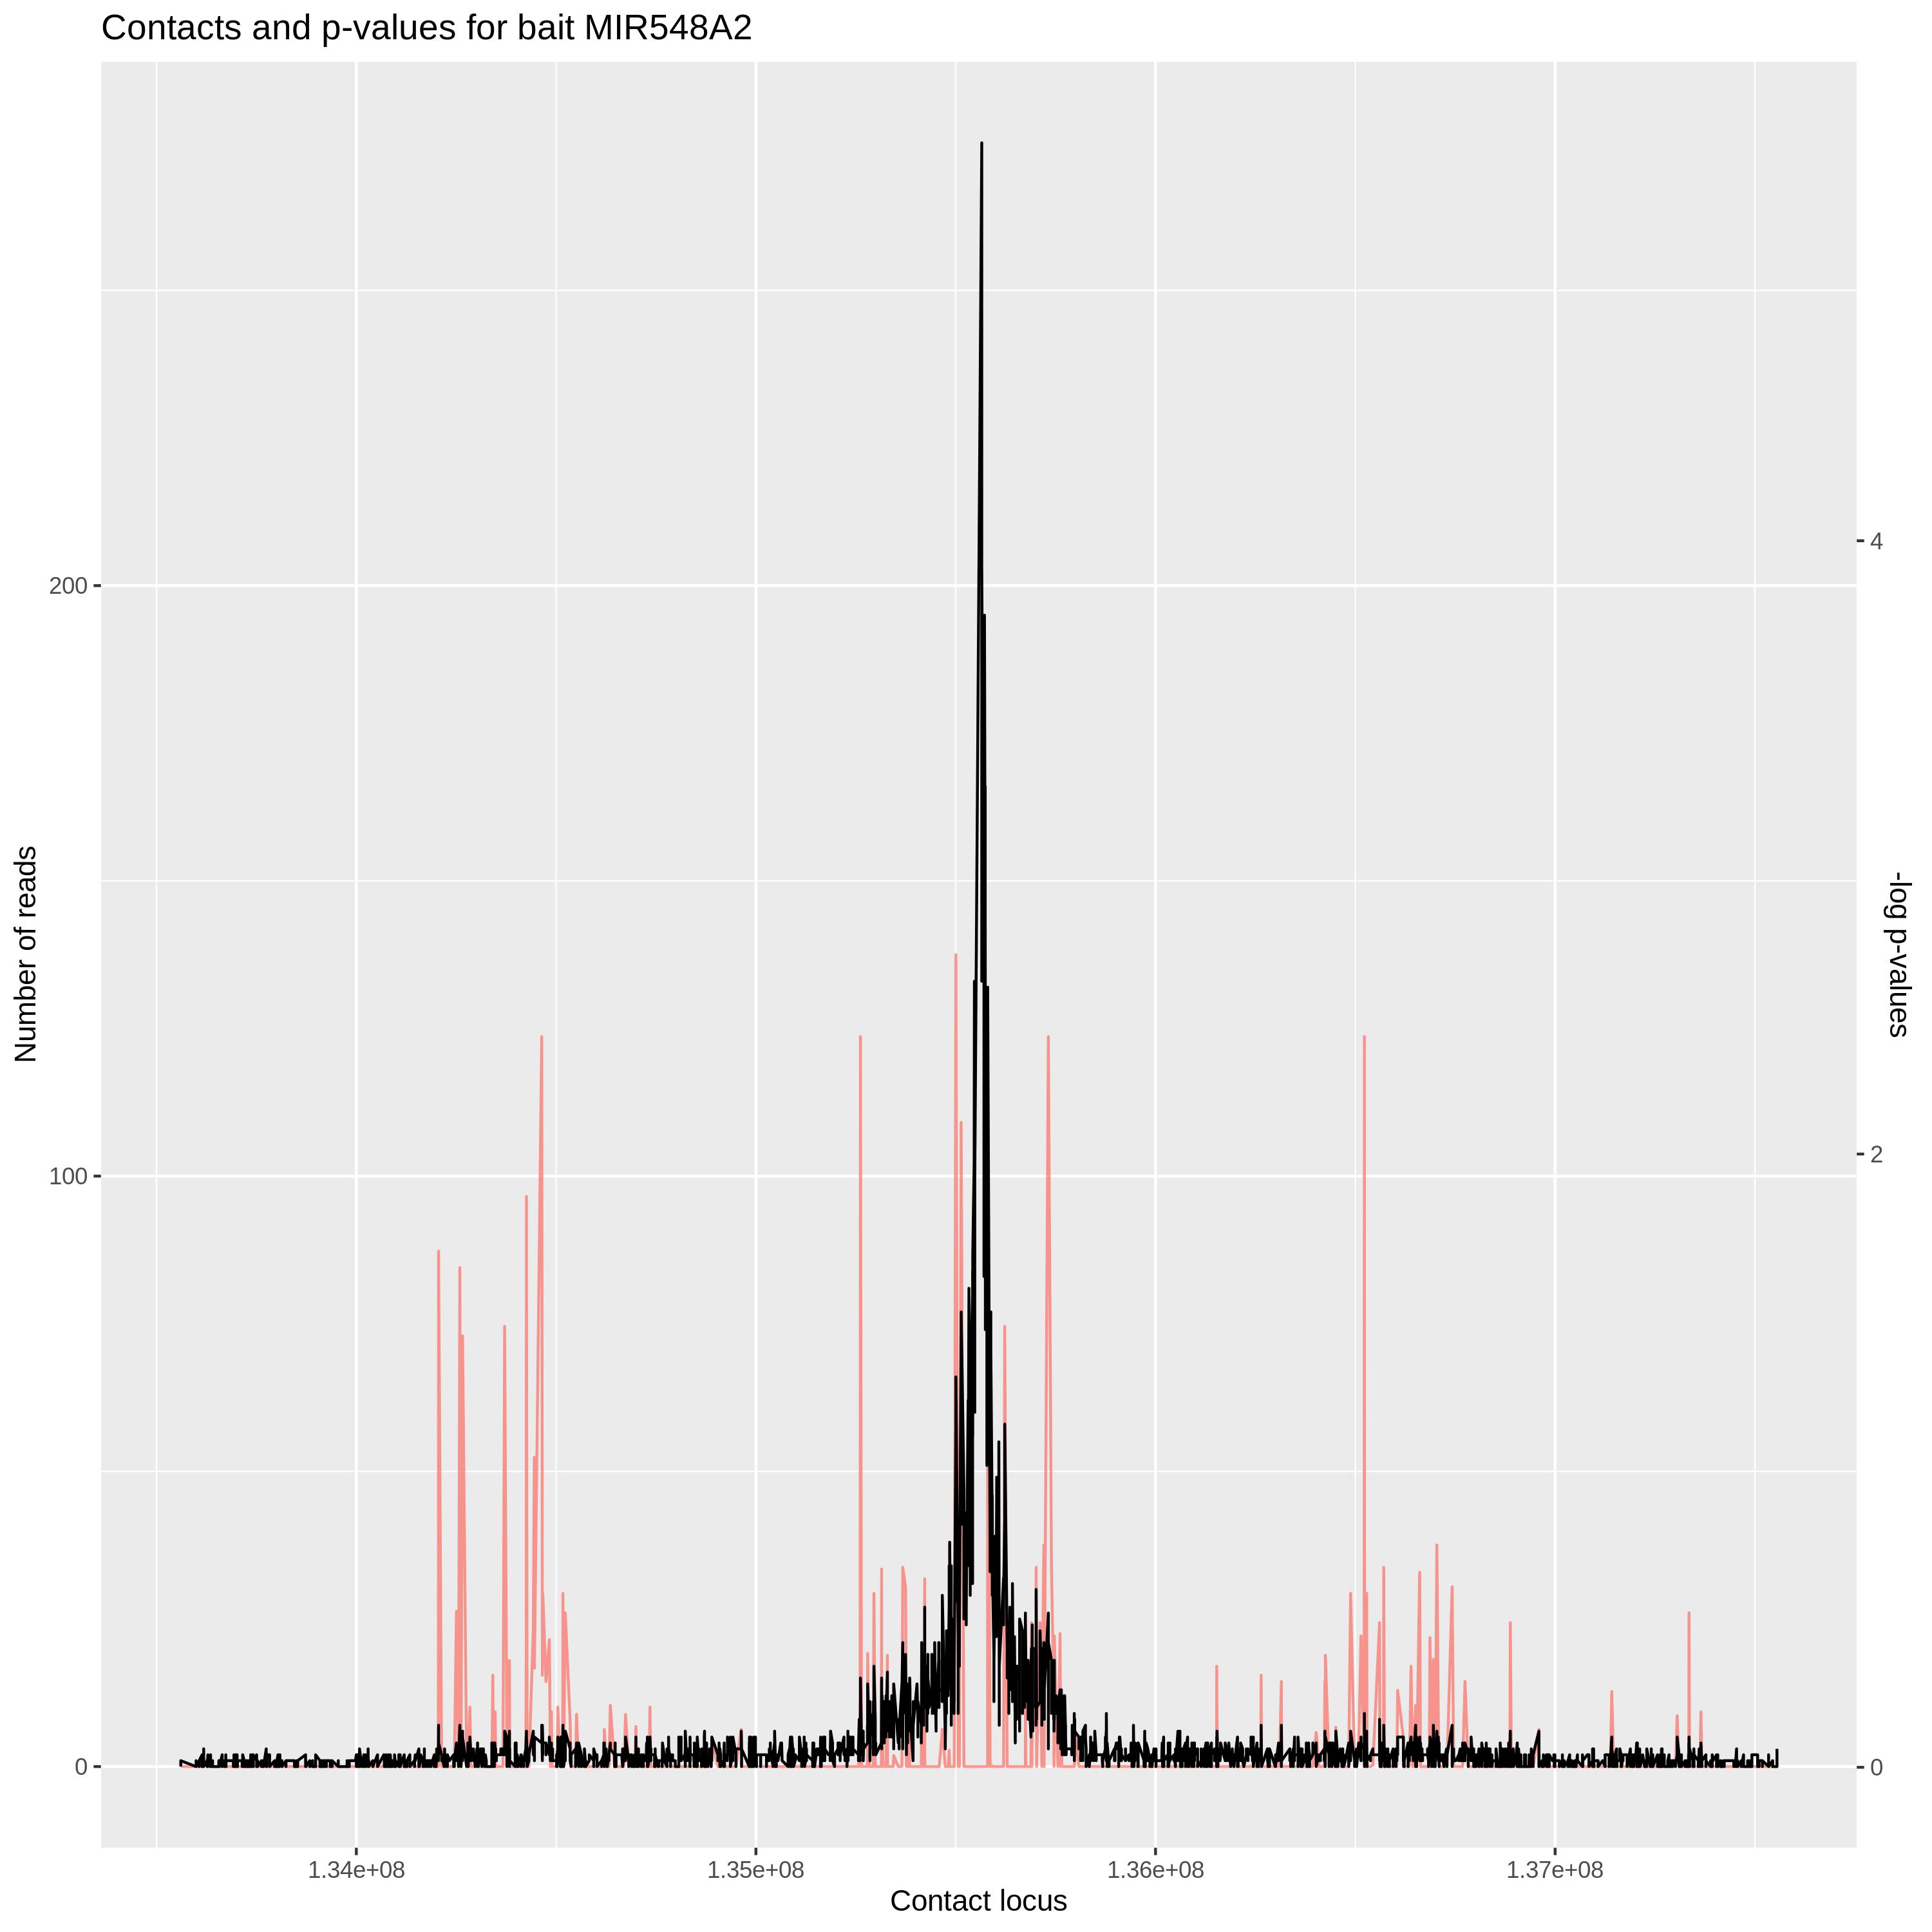 Contacts and p-values for bait MIR548A2
Number of reads
200
100
0
4
2
0
-log p-values
1.34e+08
1.35e+08
1.36e+08
1.37e+08
Contact locus